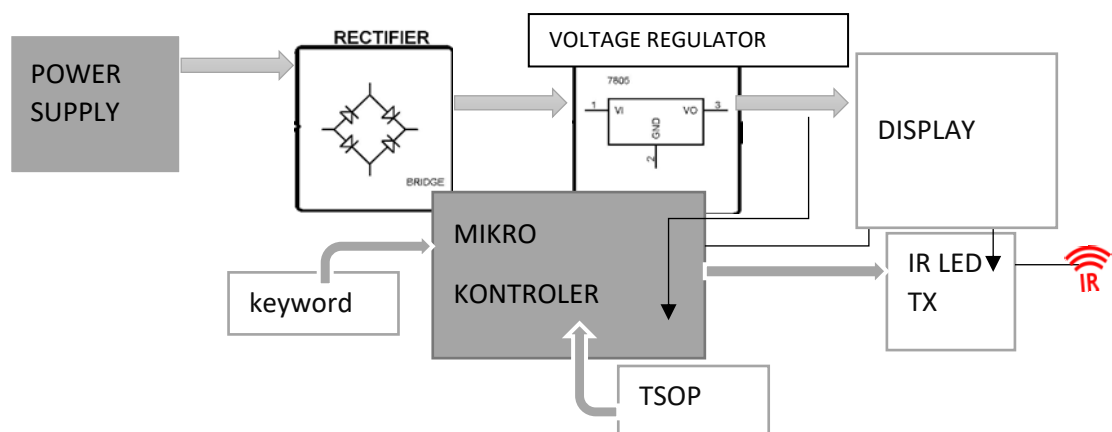 POWER
SUPPLY
RECTIFIER
BRIDGE
VOLTAGE REGULATOR
7805
1
VI
VO
3
GND
2
DISPLAY
MIKRO
KONTROLER
keyword
IR LED
TX
IR
TSOP